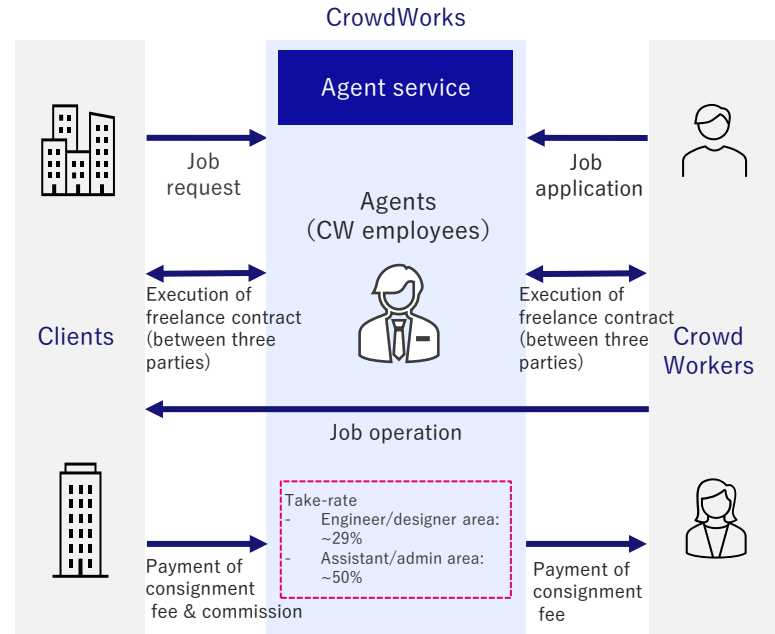 CrowdWorks
Agent service
Job
request
Job
application
Agents
(CW employees)
Execution of
freelance contract
(between three
parties)
Execution of
freelance contract
(between three
parties)
Clients
Crowd
Workers
Job operation
Take-rate
- Engineer/designer area:
~29%
- Assistant/admin area:
~50%
Payment of
consignment
fee & commission
Payment of
consignment
fee